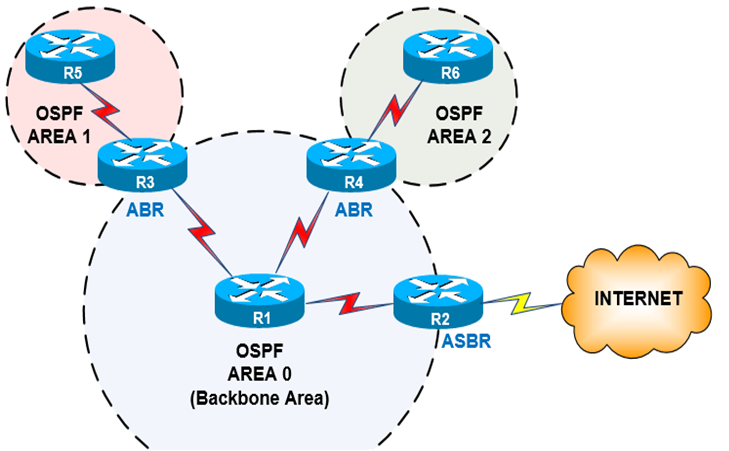 R5
OSPF
AREA 1
R6
OSPF
AREA 2
R3
ABR
R4
ABR
R1
R2
ASBR
INTERNET
OSPF
AREA 0
(Backbone Area)